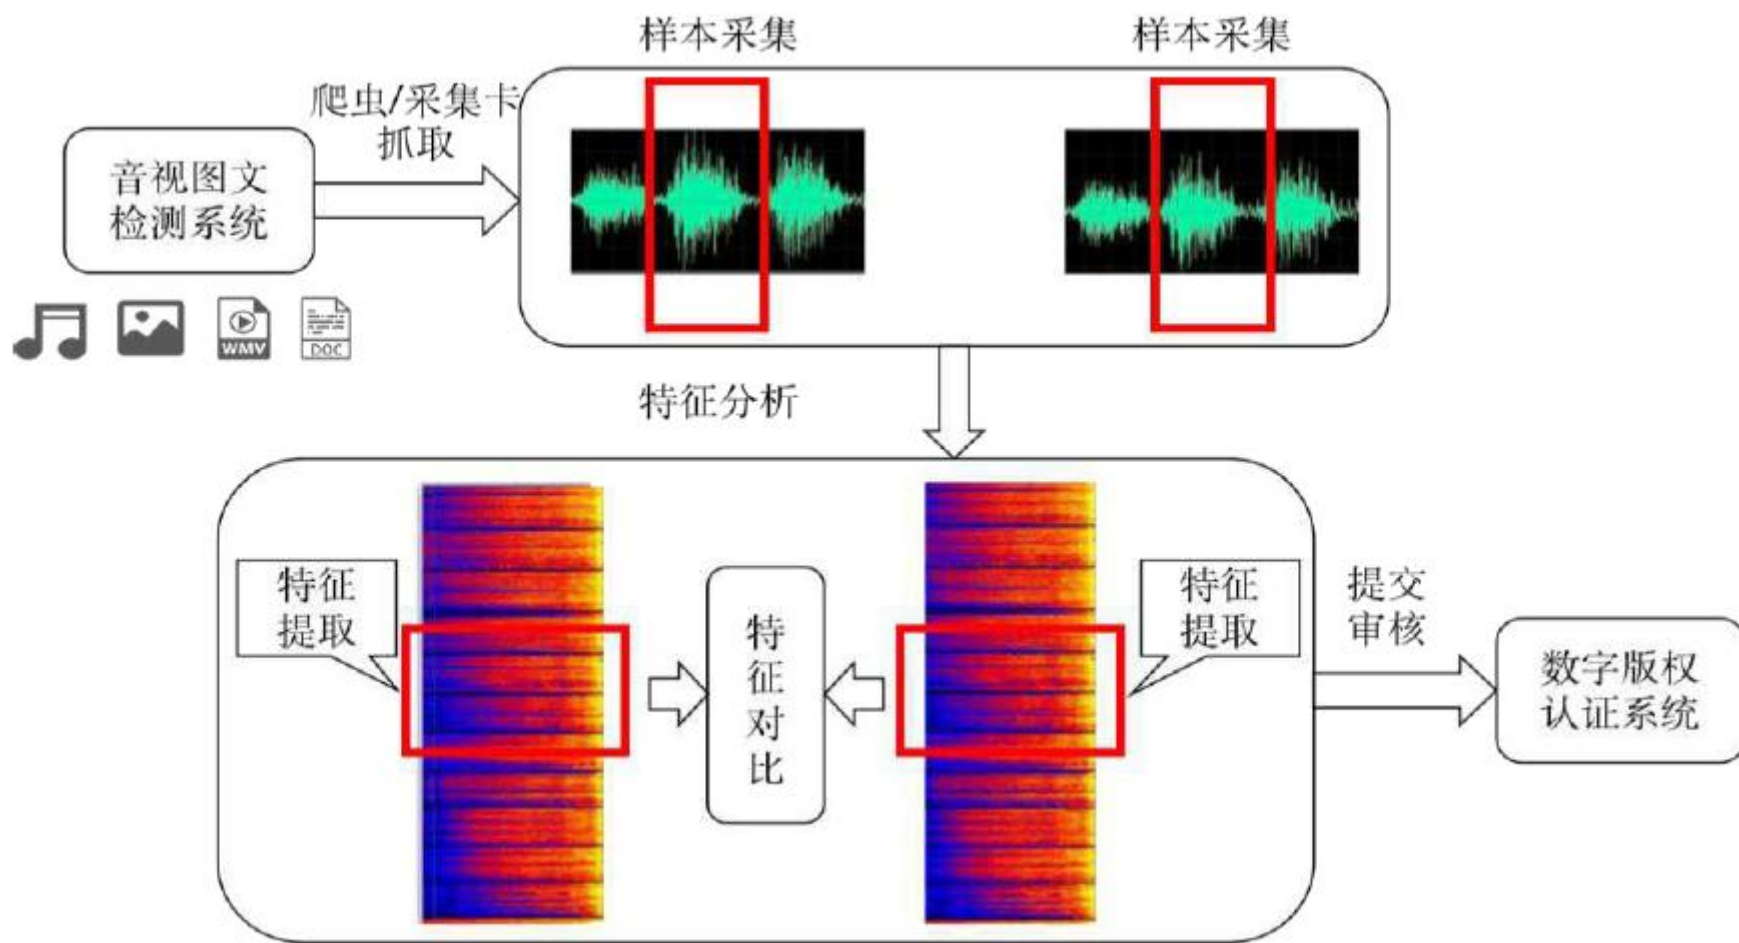 样本采集
样本采集
爬虫/采集卡
抓取
音视图文
检测系统
WMV
DOC
特征分析
特征
提取
特
征
对
比
特征
提取
提交
审核
数字版权
认证系统